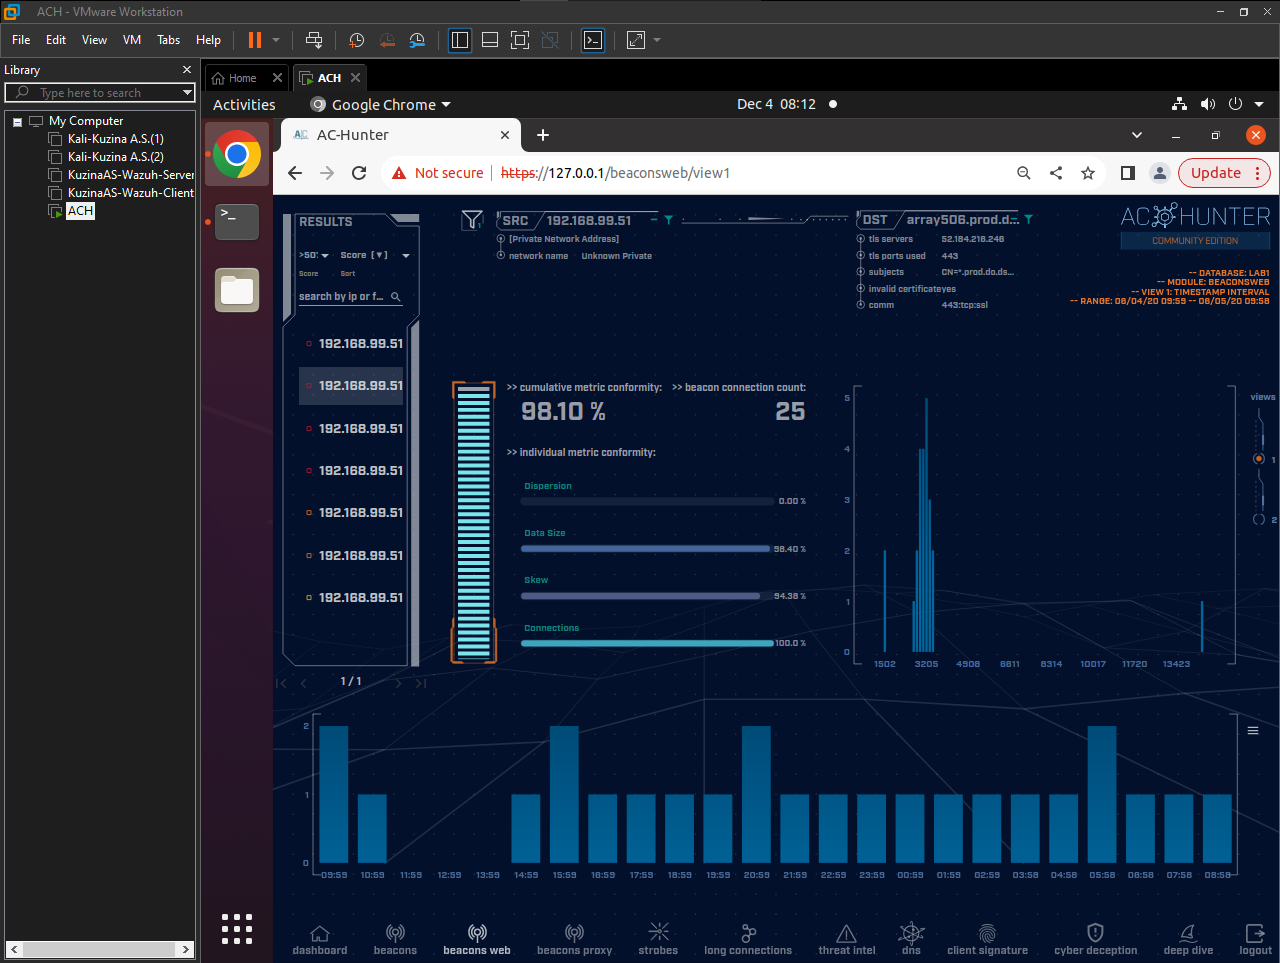 ACH - VMware Workstation
File Edit View VM Tabs Help
Library
Type here to search
My Computer
Kali-Kuzina A.S.(1)
Kali-Kuzina A.S.(2)
KuzinaAS-Wazuh-Server
KuzinaAS-Wazuh-Client
ACH
Home
ACH
Activities
Google Chrome
Dec 4 08:12
AC-Hunter
Not secure
https://127.0.0.1/beaconsweb/view1
Update
RESULTS
Score [▼]
Score Sort
search by ip or f...
192.168.99.51
192.168.99.51
192.168.99.51
192.168.99.51
192.168.99.51
192.168.99.51
192.168.99.51
1 / 1
SRC 192.168.99.51
[Private Network Address]
network name Unknown Private
DST array506.prod.d...
tls servers 52.184.216.246
tls ports used 443
subjects CN=*.prod.do.ds...
invalid certificate yes
comm 443:tcp:ssl
AC HUNTER
COMMUNITY EDITION
-- DATABASE: LAB1
-- MODULE: BEACONSWEB
-- VIEW 1: TIMESTAMP INTERVAL
-- RANGE: 08/04/20 09:59 -- 08/05/20 09:58
>> cumulative metric conformity: >> beacon connection count:
98.10 % 25
>> individual metric conformity:
Dispersion
0.00 %
Data Size
98.40 %
Skew
94.38 %
Connections
100.0 %
5
4
3
2
1
0
1502 3205 4908 6611 8314 10017 11720 13423
views
1
2
2
1
0
09:59 10:59 11:59 12:59 13:59 14:59 15:59 16:59 17:59 18:59 19:59 20:59 21:59 22:59 23:59 00:59 01:59 02:59 03:58 04:58 05:58 06:58 07:58 08:58
dashboard beacons beacons web beacons proxy strobes long connections threat intel dns client signature cyber deception deep dive logout